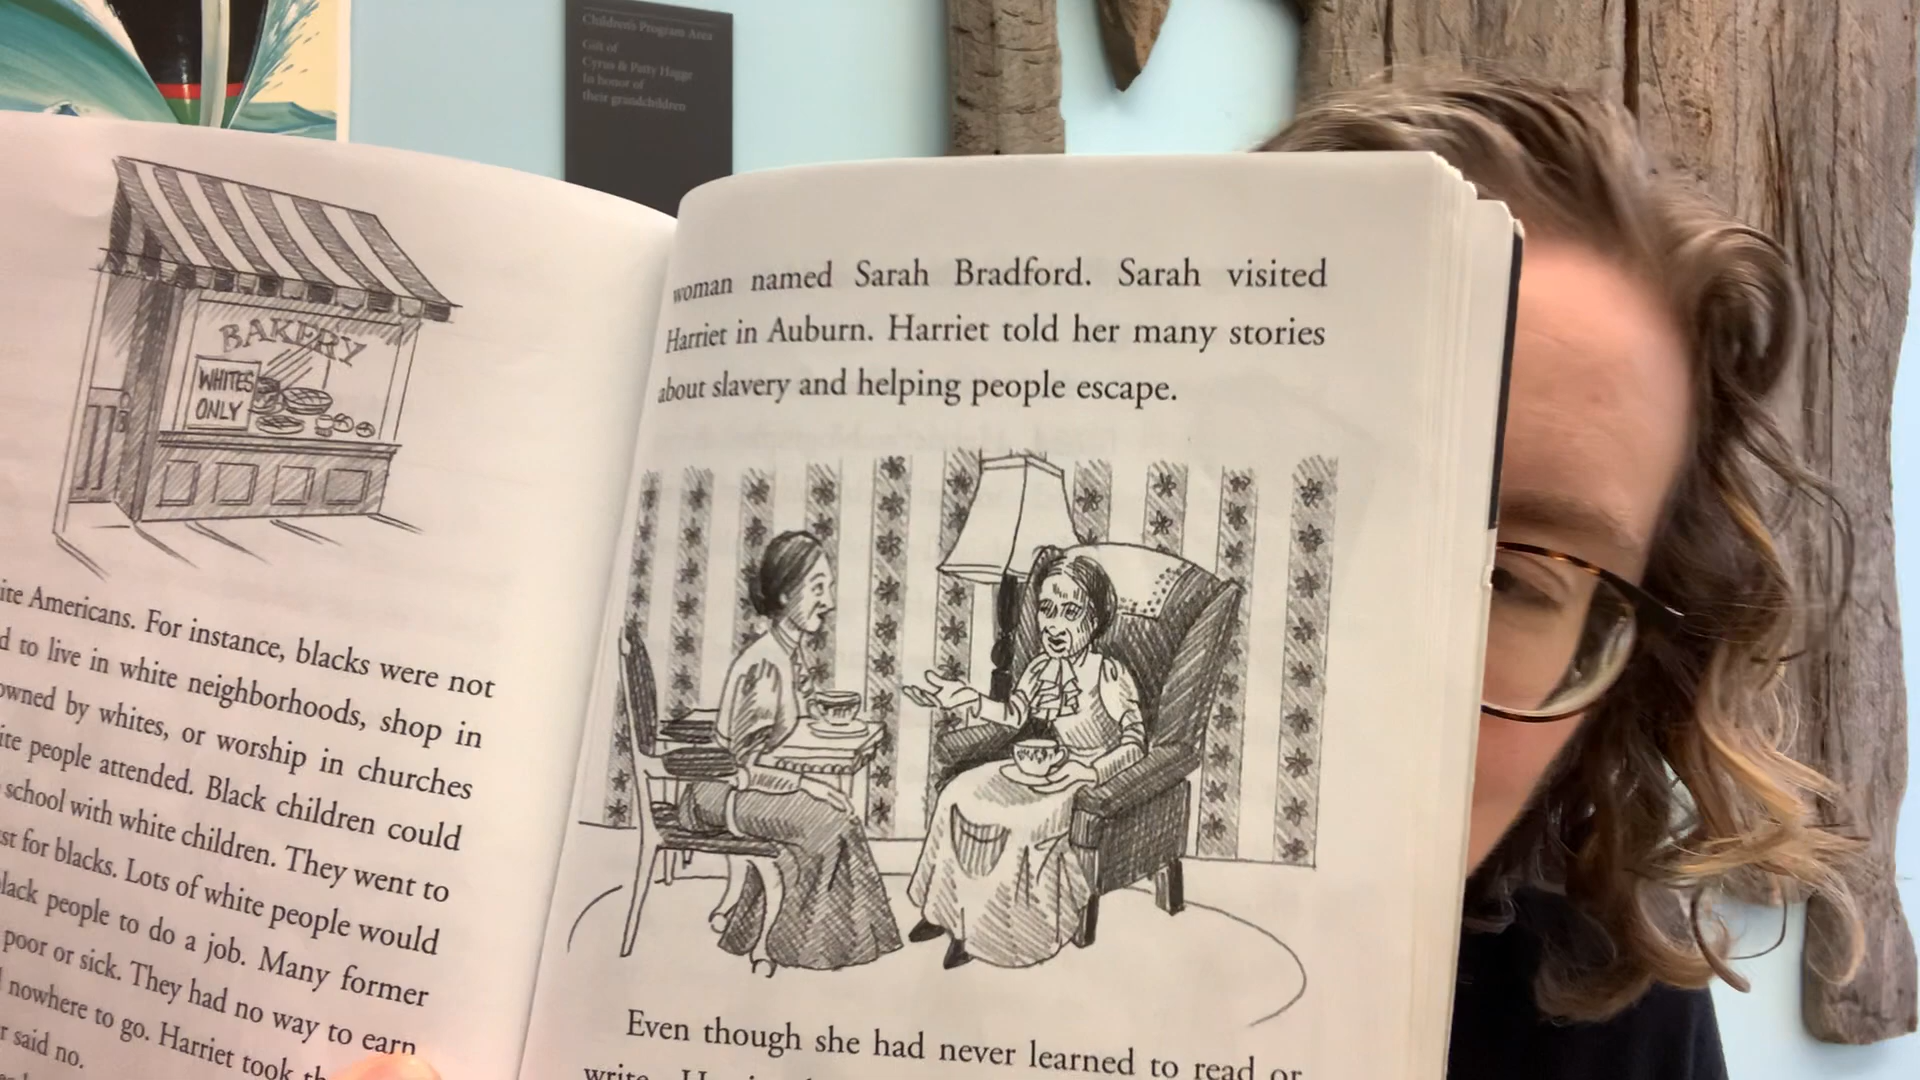 Children's Program Area
Gift of
Cyrus & Patty Hagge
In honor of
their grandchildren
BAKERY
WHITES
ONLY
ite Americans. For instance, blacks were not
d to live in white neighborhoods, shop in
owned by whites, or worship in churches
ite people attended. Black children could
school with white children. They went to
st for blacks. Lots of white people would
lack people to do a job. Many former
poor or sick. They had no way to earn
nowhere to go. Harriet took th
r said no.
woman named Sarah Bradford. Sarah visited
Harriet in Auburn. Harriet told her many stories
about slavery and helping people escape.
Even though she had never learned to read or
write